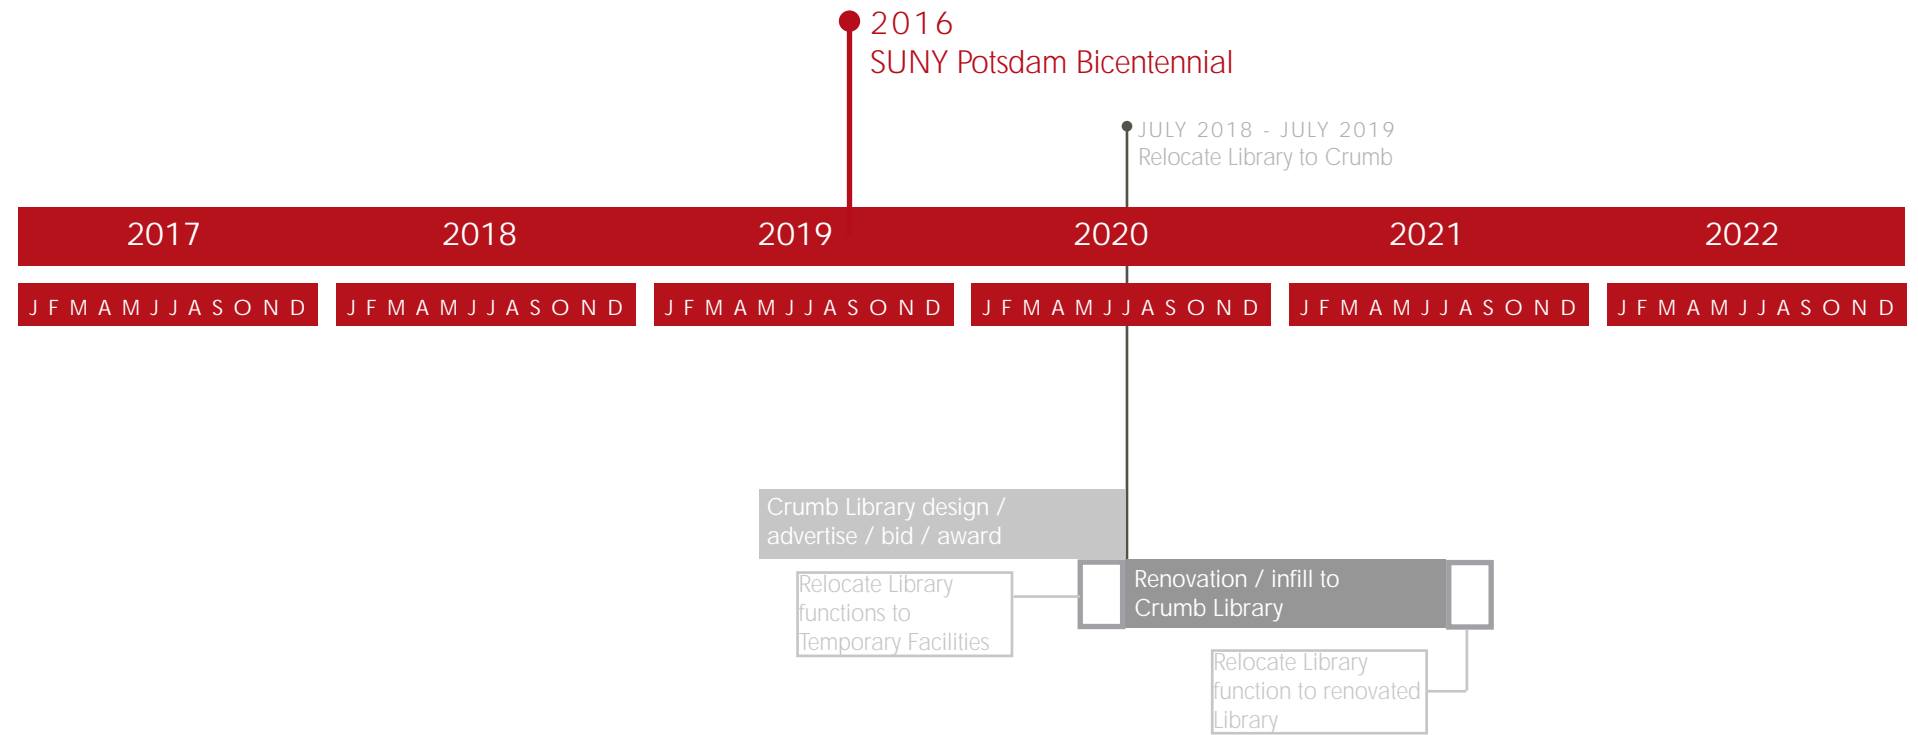 2016
SUNY Potsdam Bicentennial
JULY 2018 - JULY 2019
Relocate Library to Crumb
2017 2018 2019 2020 2021 2022
J F M A M J J A S O N D J F M A M J J A S O N D J F M A M J J A S O N D J F M A M J J A S O N D J F M A M J J A S O N D J F M A M J J A S O N D
Crumb Library design /
advertise / bid / award
Relocate Library
functions to
Temporary Facilities
Renovation / infill to
Crumb Library
Relocate Library
function to renovated
Library